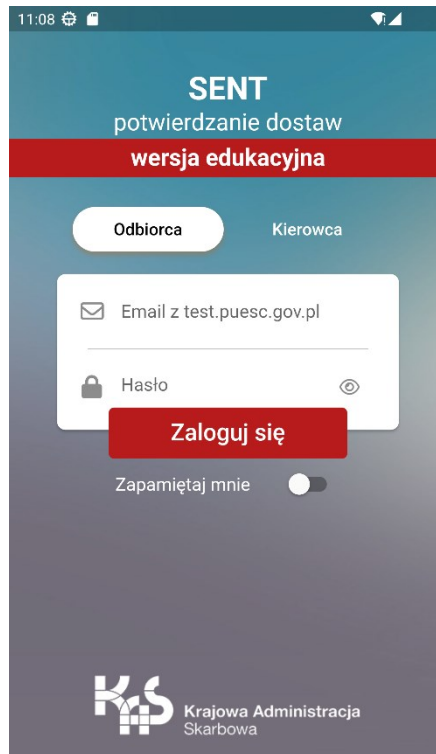 11:08
SENT
potwierdzanie dostaw
wersja edukacyjna
Odbiorca
Kierowca
Email z test.puesc.gov.pl
Hasło
Zaloguj się
Zapamiętaj mnie
KAS
Krajowa Administracja
Skarbowa